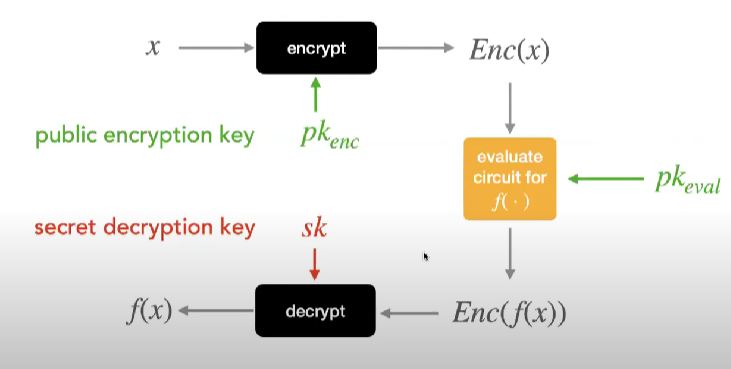 x
encrypt
Enc(x)
public encryption key
pk_enc
evaluate
circuit for
f( · )
pk_eval
secret decryption key
sk
f(x)
decrypt
Enc(f(x))